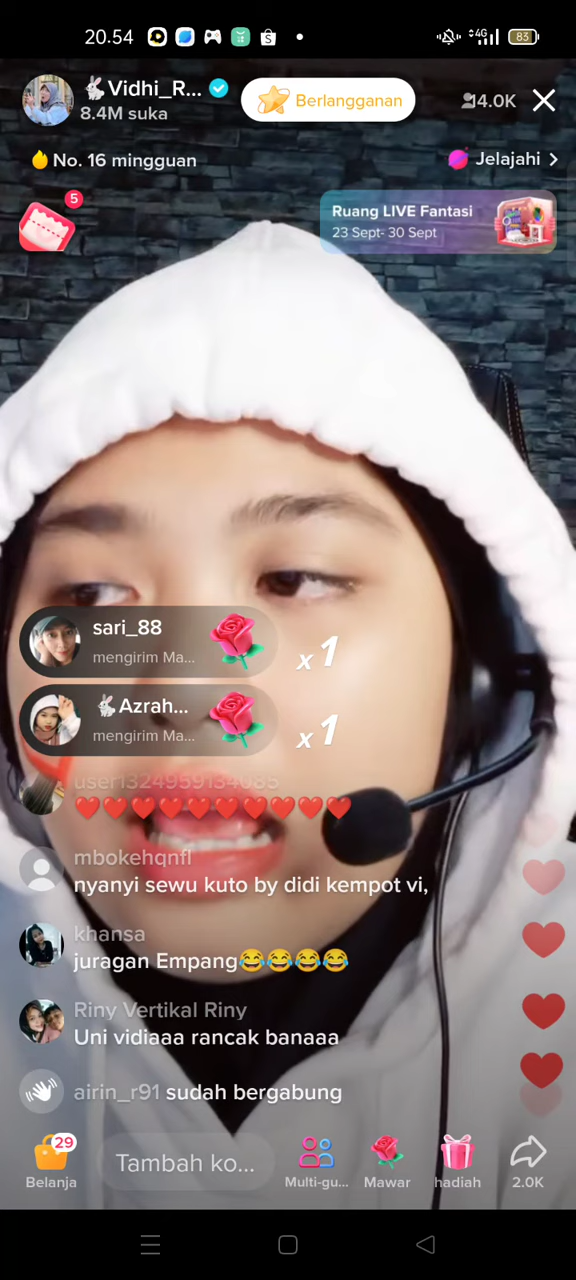 20.54
4G
83
Vidhi_R...
8.4M suka
Berlangganan
14.0K
No. 16 mingguan
Jelajahi
5
Ruang LIVE Fantasi
23 Sept- 30 Sept
sari_88
mengirim Ma...
x1
Azrah...
mengirim Ma...
x1
user1324959134085
mbokehqnfl
nyanyi sewu kuto by didi kempot vi,
khansa
juragan Empang😂😂😂😂
Riny Vertikal Riny
Uni vidiaaa rancak banaaa
airin_r91 sudah bergabung
29
Belanja
Tambah ko...
Multi-gu...
Mawar
hadiah
2.0K